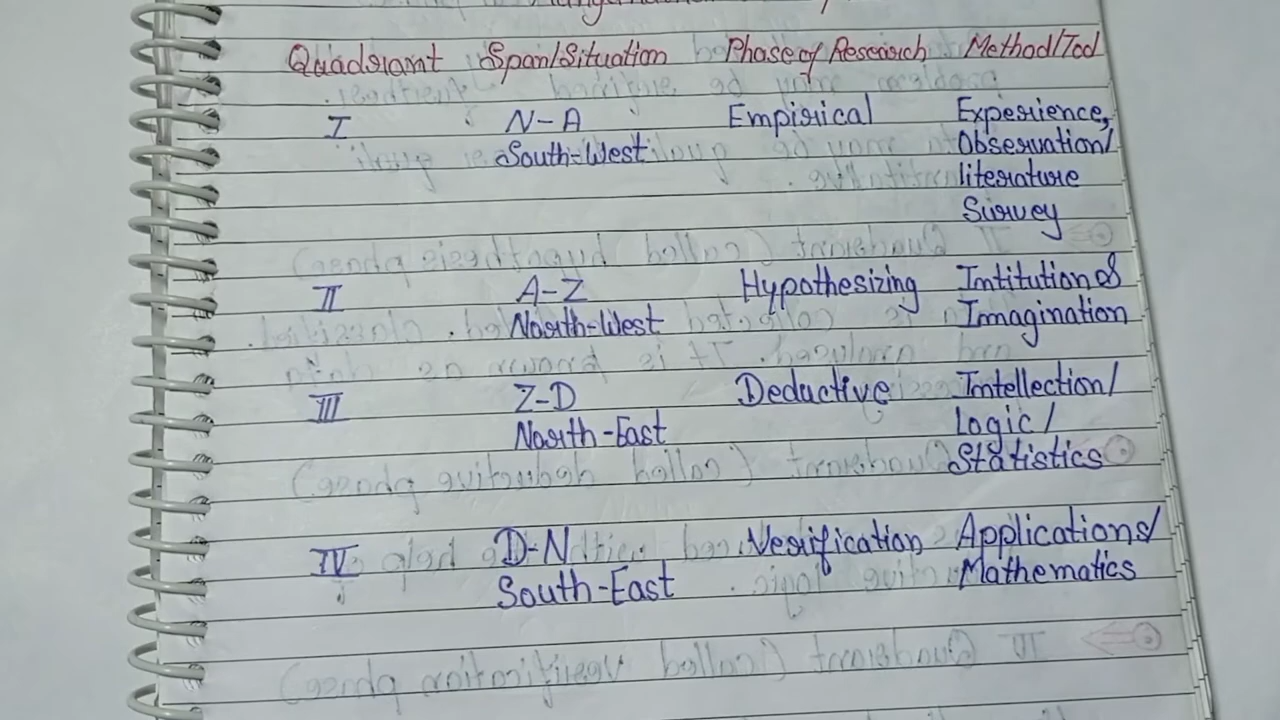 Quadrant Span/Situation Phase of Research Method/Tool
I N-A Empirical Experience,
South-West Observation/
literature
Survey
II A-Z Hypothesizing Intitution &
North-West Imagination
III Z-D Deductive Intellection/
North-East Logic/
Statistics
IV D-N Verification Applications/
South-East Mathematics